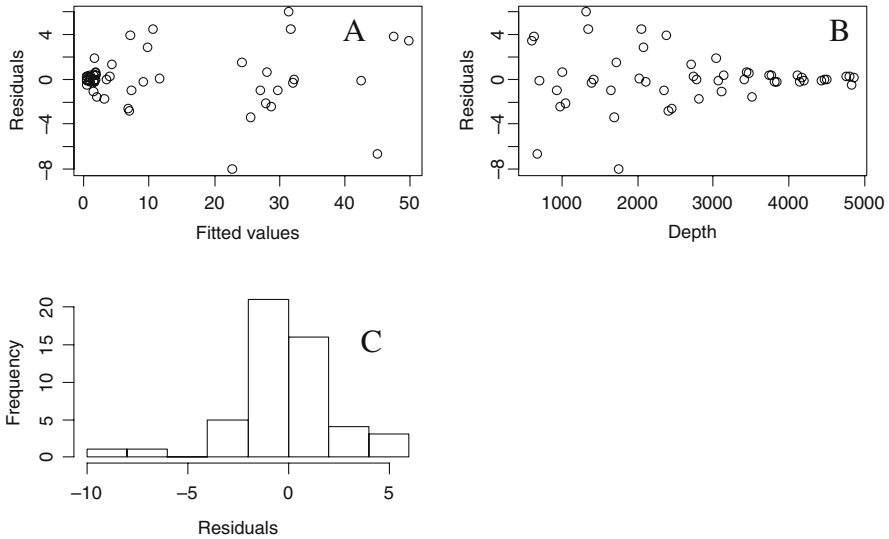 A
Residuals
4
0
−4
−8
0 10 20 30 40 50
Fitted values
B
Residuals
4
0
−4
−8
1000 2000 3000 4000 5000
Depth
C
Frequency
20
15
10
5
0
−10 −5 0 5
Residuals